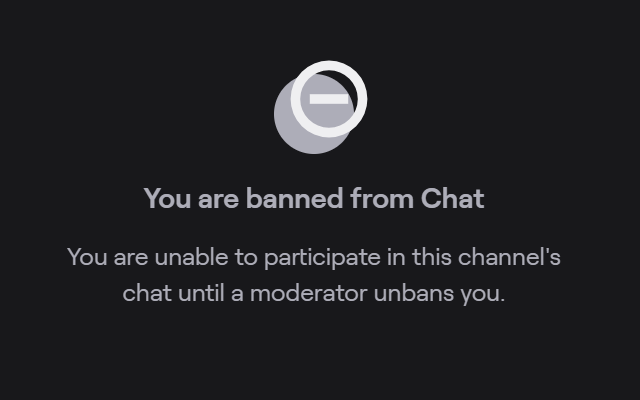 You are banned from Chat
You are unable to participate in this channel's
chat until a moderator unbans you.